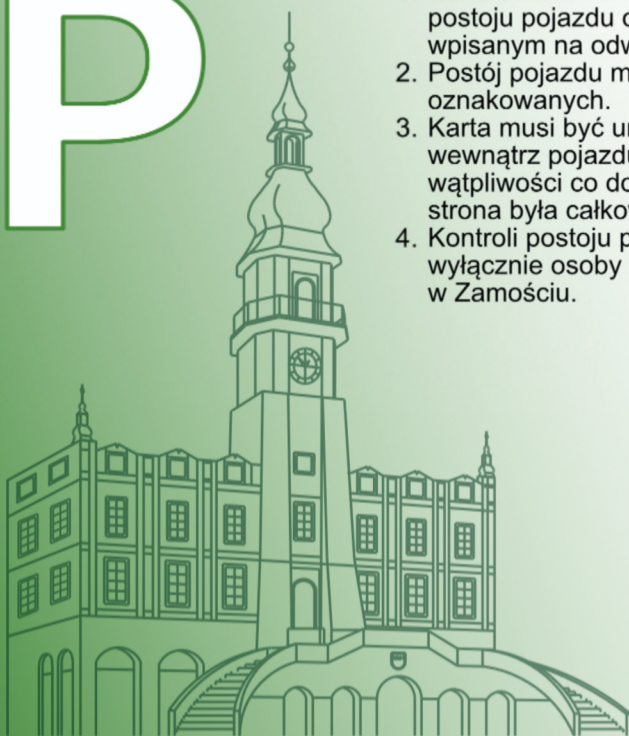 P
postoju pojazdu
wpisanym na
2. Postój pojazdu
oznakowanych.
3. Karta musi być
wewnątrz
wątpliwości co
strona była
4. Kontroli postoju
wyłącznie osoby
w Zamościu.